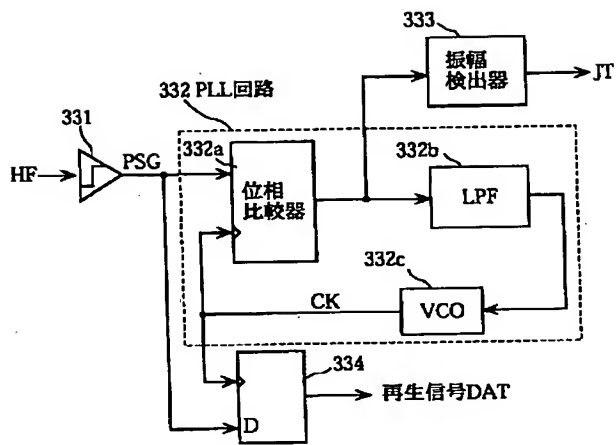 333
振幅
検出器
JT
332 PLL回路
331
332a
332b
HF
PSG
位相
比較器
LPF
332c
CK
VCO
334
D
再生信号DAT